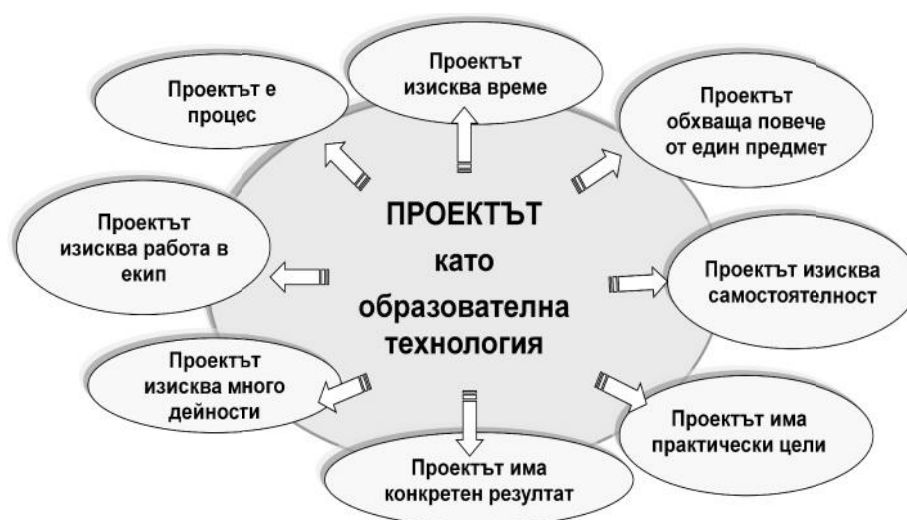 Проектът
изисква време
Проектът е
процес
Проектът
обхваща повече
от един предмет
Проектът
изисква работа в
екип
ПРОЕКТЪТ
като
образователна
технология
Проектът изисква
самостоятелност
Проектът
изисква много
дейности
Проектът има
практически цели
Проектът има
конкретен резултат